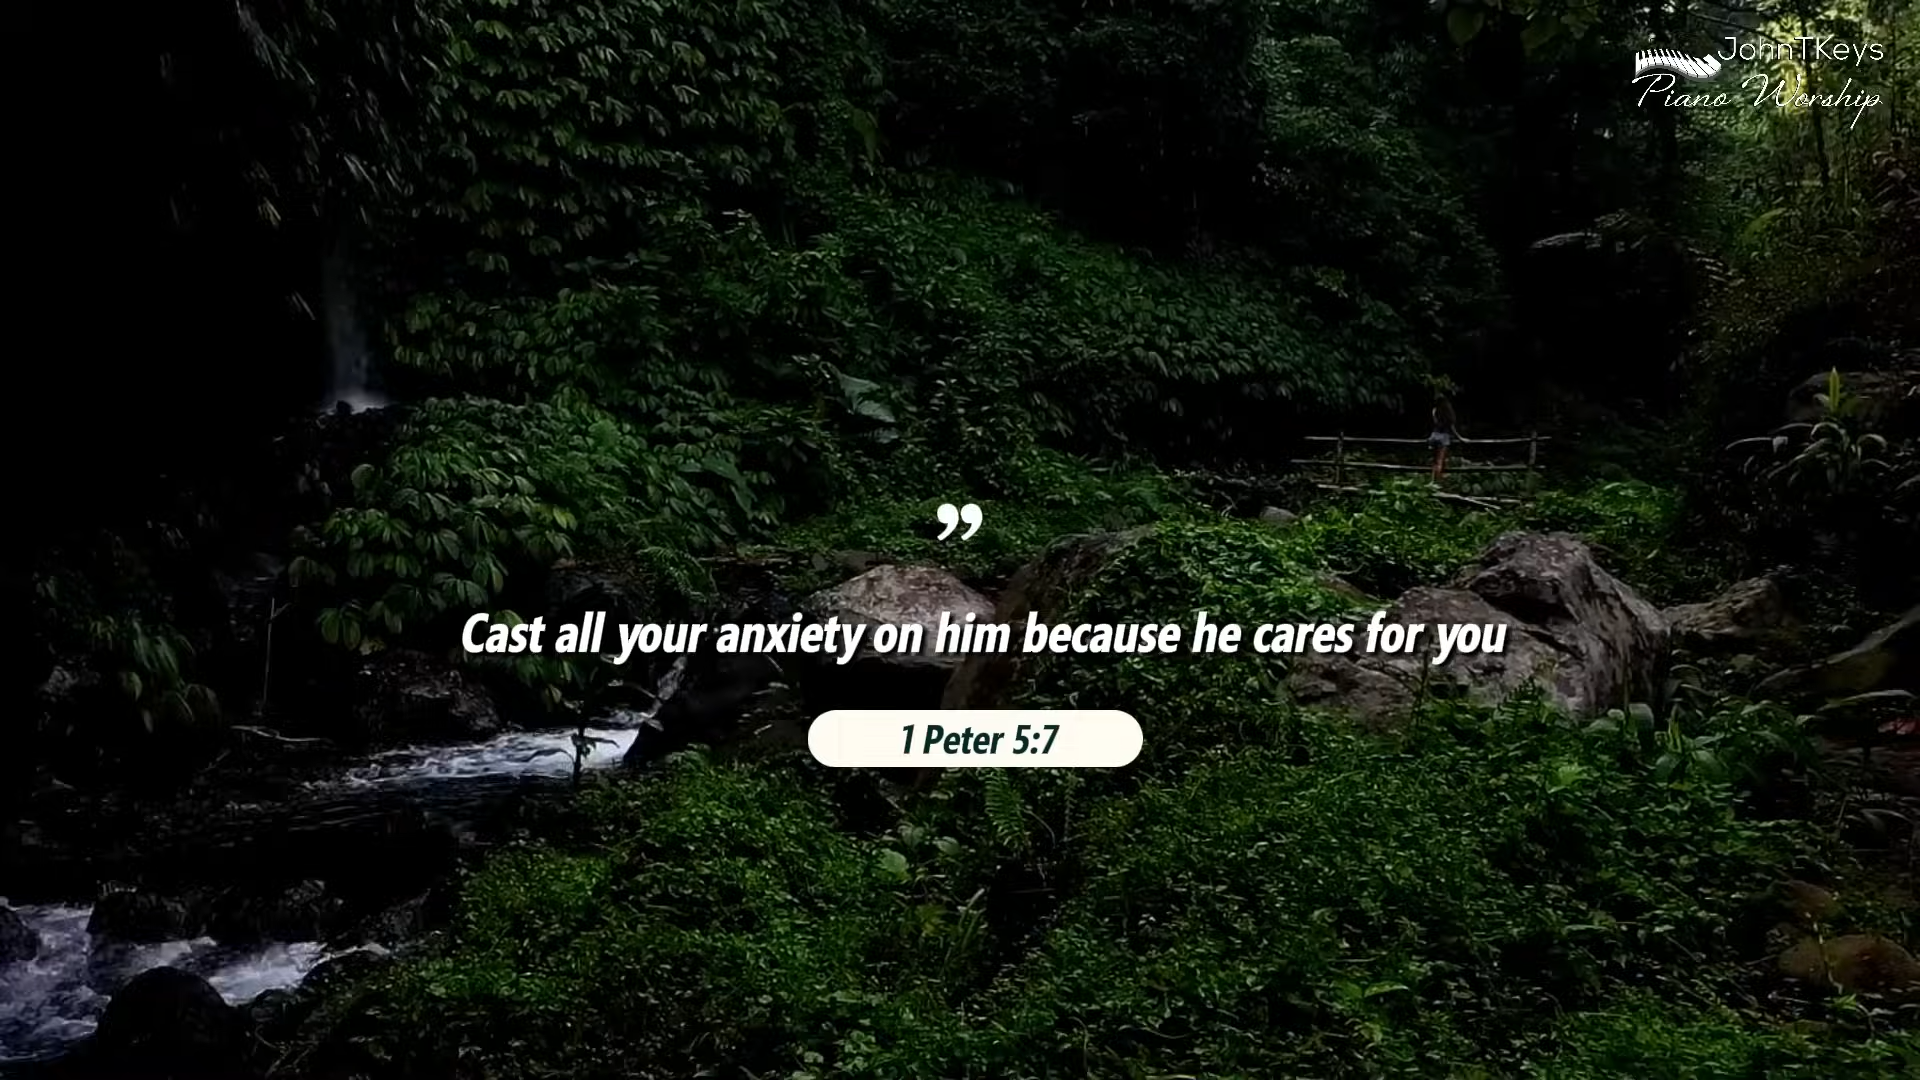 JohnTKeys
Piano Worship
”
Cast all your anxiety on him because he cares for you
1 Peter 5:7